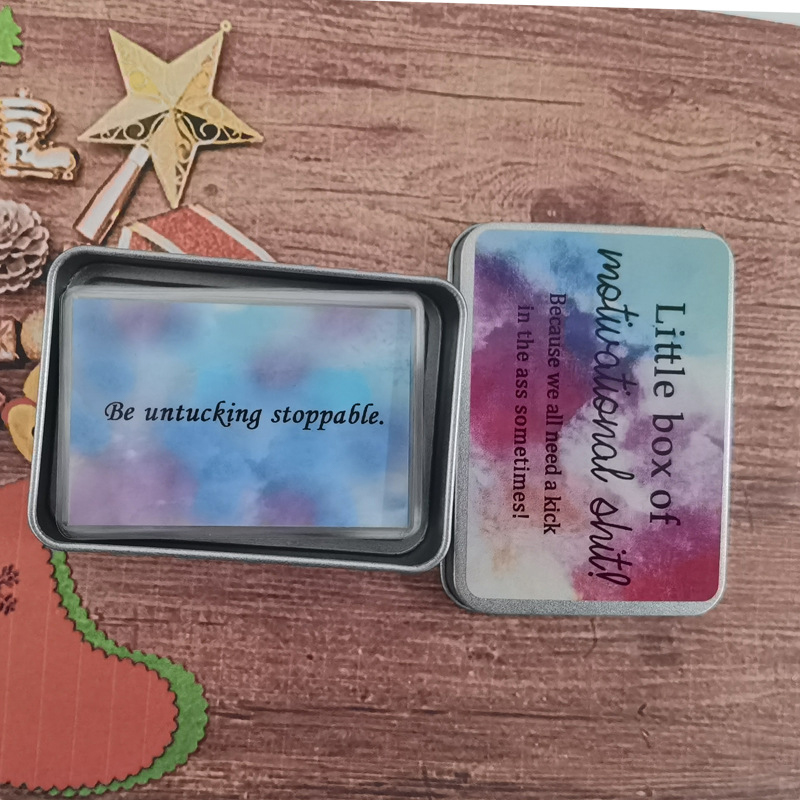 Be untucking stoppable.
Little box of
motivational shit!
Because we all need a kick
in the ass sometimes!